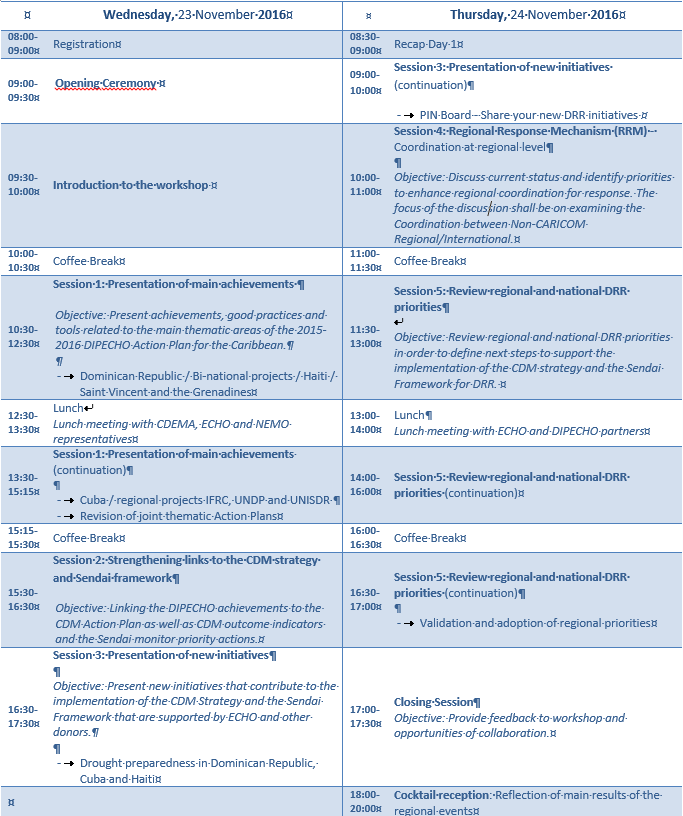 Wednesday, 23 November 2016
08:00-
09:00
Registration
09:00-
09:30
Opening Ceremony
09:30-
10:00
Introduction to the workshop
10:00-
10:30
Coffee Break
10:30-
12:30
Session 1: Presentation of main achievements
Objective: Present achievements, good practices and
tools related to the main thematic areas of the 2015-
2016 DIPECHO Action Plan for the Caribbean.
- Dominican Republic / Bi-national projects / Haiti /
Saint Vincent and the Grenadines
12:30-
13:30
Lunch
Lunch meeting with CDEMA, ECHO and NEMO
representatives
13:30-
15:15
Session 1: Presentation of main achievements
(continuation)
- Cuba / regional projects IFRC, UNDP and UNISDR
- Revision of joint thematic Action Plans
15:15-
15:30
Coffee Break
15:30-
16:30
Session 2: Strengthening links to the CDM strategy
and Sendai framework
Objective: Linking the DIPECHO achievements to the
CDM Action Plan as well as CDM outcome indicators
and the Sendai monitor priority actions.
16:30-
17:30
Session 3: Presentation of new initiatives
Objective: Present new initiatives that contribute to the
implementation of the CDM Strategy and the Sendai
Framework that are supported by ECHO and other
donors.
- Drought preparedness in Dominican Republic,
Cuba and Haiti
Thursday, 24 November 2016
08:30-
09:00
Recap Day 1
09:00-
10:00
Session 3: Presentation of new initiatives
(continuation)
- PIN Board – Share your new DRR initiatives
10:00-
11:00
Session 4: Regional Response Mechanism (RRM) –
Coordination at regional level
Objective: Discuss current status and identify priorities
to enhance regional coordination for response. The
focus of the discussion shall be on examining the
Coordination between Non-CARICOM
Regional/International.
11:00-
11:30
Coffee Break
11:30-
13:00
Session 5: Review regional and national DRR
priorities
Objective: Review regional and national DRR priorities
in order to define next steps to support the
implementation of the CDM strategy and the Sendai
Framework for DRR.
13:00-
14:00
Lunch
Lunch meeting with ECHO and DIPECHO partners
14:00-
16:00
Session 5: Review regional and national DRR
priorities (continuation)
16:00-
16:30
Coffee Break
16:30-
17:00
Session 5: Review regional and national DRR
priorities (continuation)
- Validation and adoption of regional priorities
17:00-
17:30
Closing Session
Objective: Provide feedback to workshop and
opportunities of collaboration.
18:00-
20:00
Cocktail reception: Reflection of main results of the
regional events